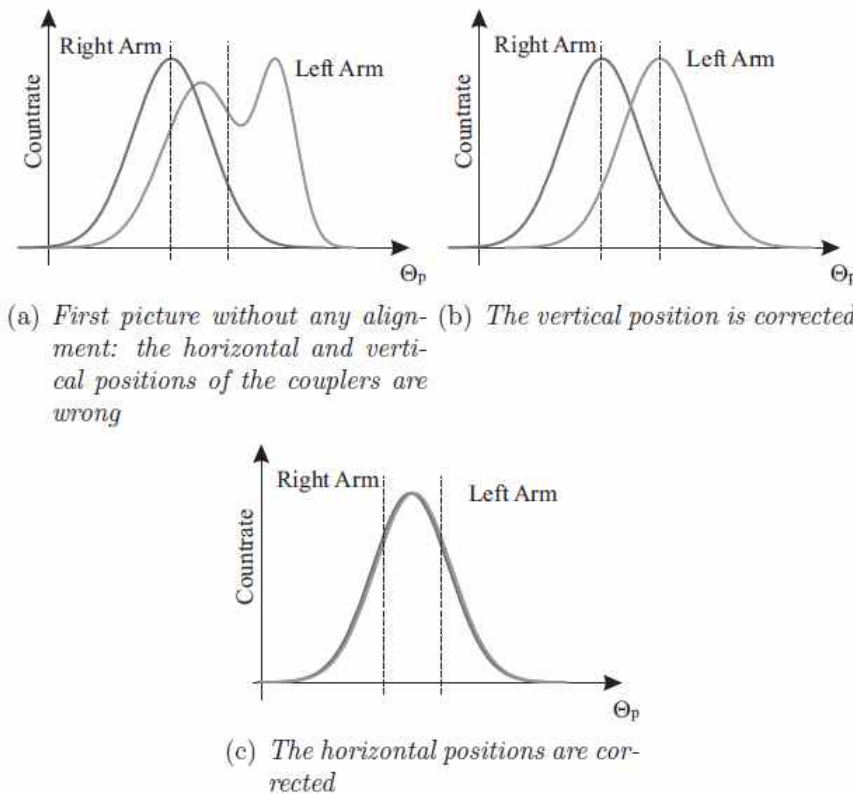 Right Arm
Left Arm
Countrate
Θp
(a) First picture without any align-
ment: the horizontal and verti-
cal positions of the couplers are
wrong
Right Arm
Left Arm
Countrate
Θp
(b) The vertical position is corrected
Right Arm
Left Arm
Countrate
Θp
(c) The horizontal positions are cor-
rected